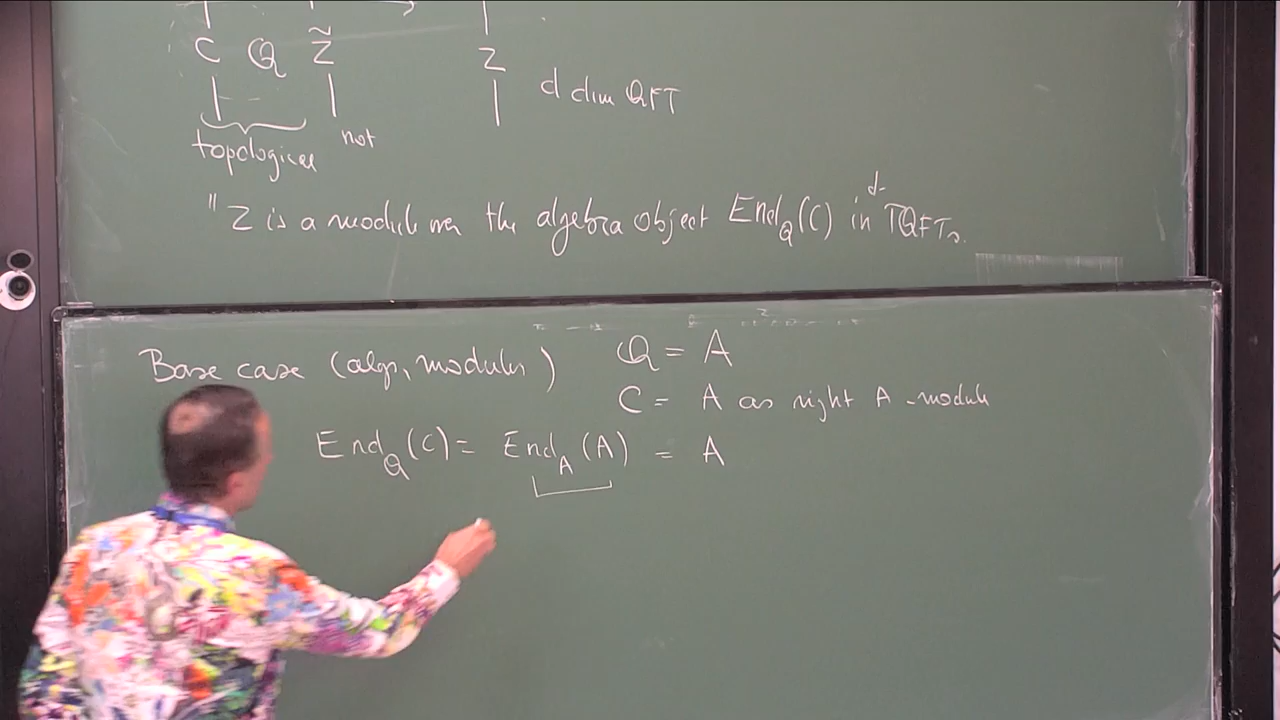 C Q Z̃ Z
d dim QFT
topological not
"Z is a module over the algebra object End_Q(C) in d-TQFTs.
Base case (alg, modules) Q = A
C = A as right A-module
End_Q(C) = End_A(A) = A